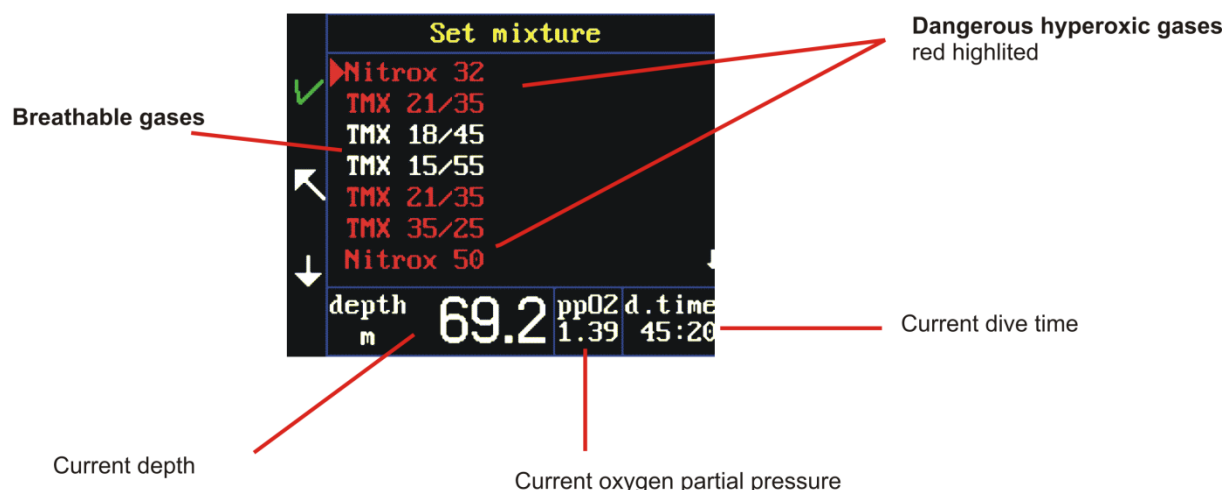 Set mixture
Nitrox 32
TMX 21/35
TMX 18/45
TMX 15/55
TMX 21/35
TMX 35/25
Nitrox 50
depth
m
69.2
ppO2
1.39
d.time
45:20
Dangerous hyperoxic gases
red highlited
Breathable gases
Current dive time
Current depth
Current oxygen partial pressure